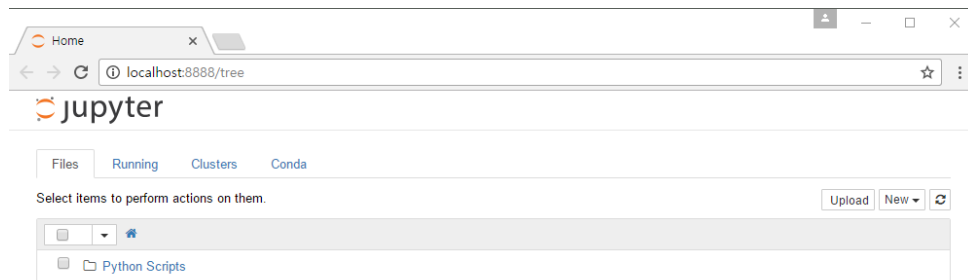 Home
localhost:8888/tree
jupyter
Files Running Clusters Conda
Select items to perform actions on them.
Upload New
Python Scripts